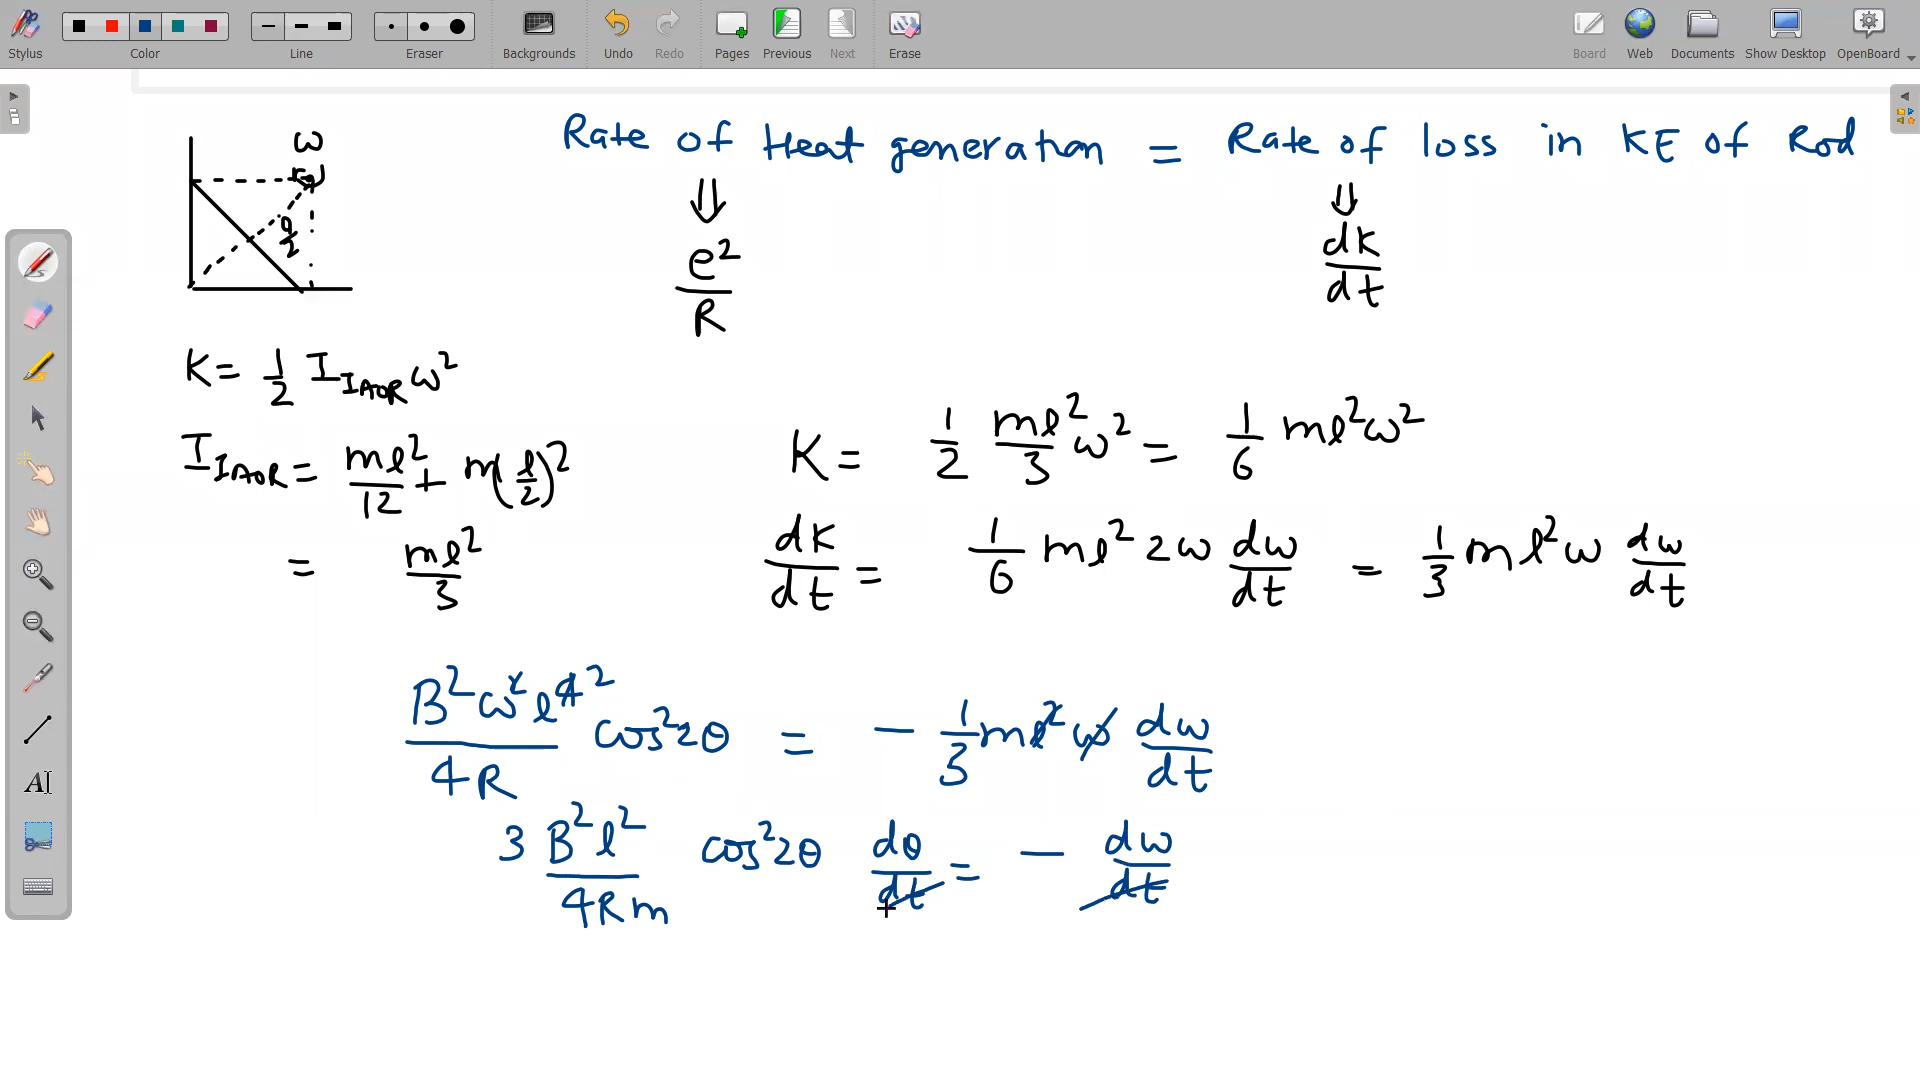 Stylus Color Line Eraser Backgrounds Undo Redo Pages Previous Next Erase Board Web Documents Show Desktop OpenBoard
Rate of Heat generation = Rate of loss in KE of Rod
ω
l/2
⇓ e²/R
⇓ dK/dt
K = 1/2 I_IAOR ω²
I_IAOR = ml²/12 + m(l/2)²
= ml²/3
K = 1/2 ml²/3 ω² = 1/6 ml²ω²
dK/dt = 1/6 ml² 2ω dω/dt = 1/3 ml²ω dω/dt
B²ω²l⁴/4R cos²2θ = - 1/3 ml²ω dω/dt
3 B²l²/4Rm cos²2θ dθ/dt = - dω/dt
AI